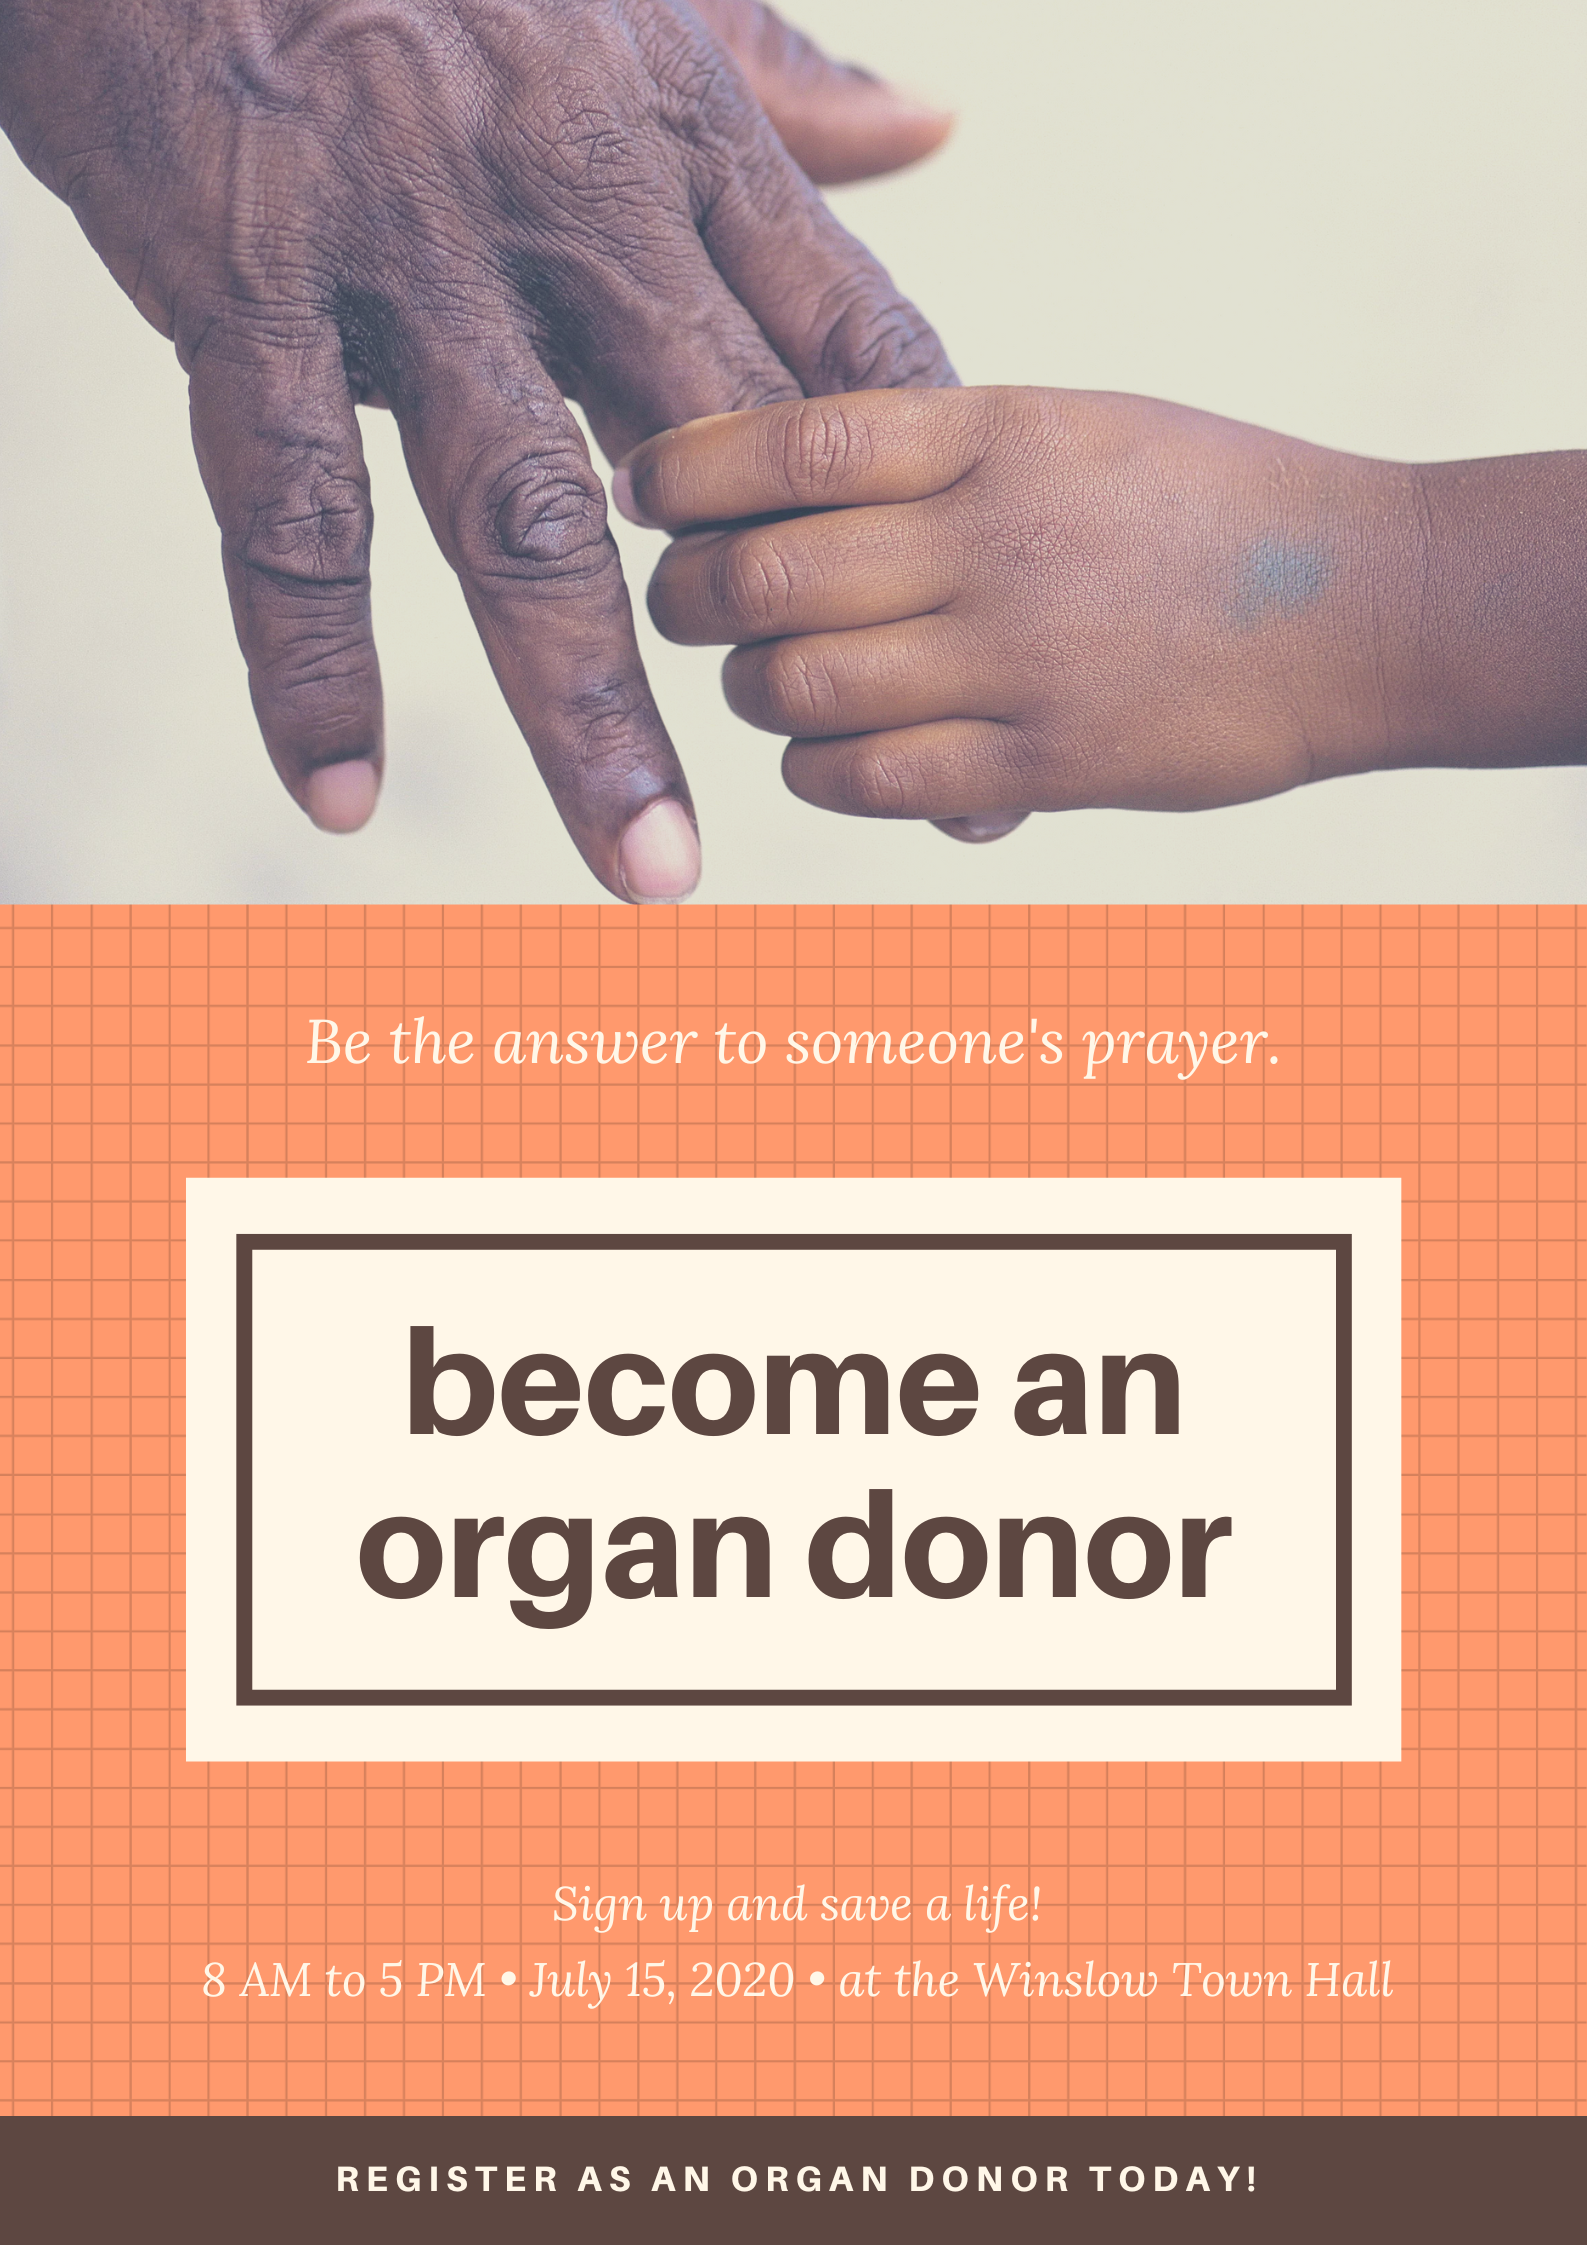 Be the answer to someone's prayer.
become an
organ donor
Sign up and save a life!
8 AM to 5 PM • July 15, 2020 • at the Winslow Town Hall
REGISTER AS AN ORGAN DONOR TODAY!